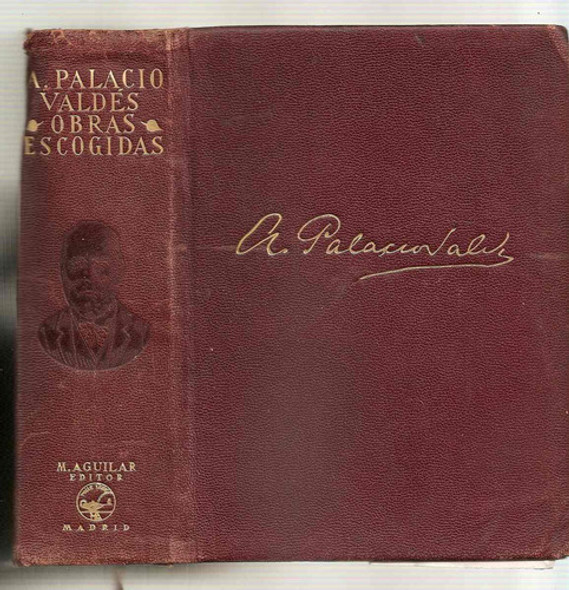 A. PALACIO
VALDÉS
OBRAS
ESCOGIDAS
A. Palacio Valdés
M. AGUILAR
EDITOR
MADRID